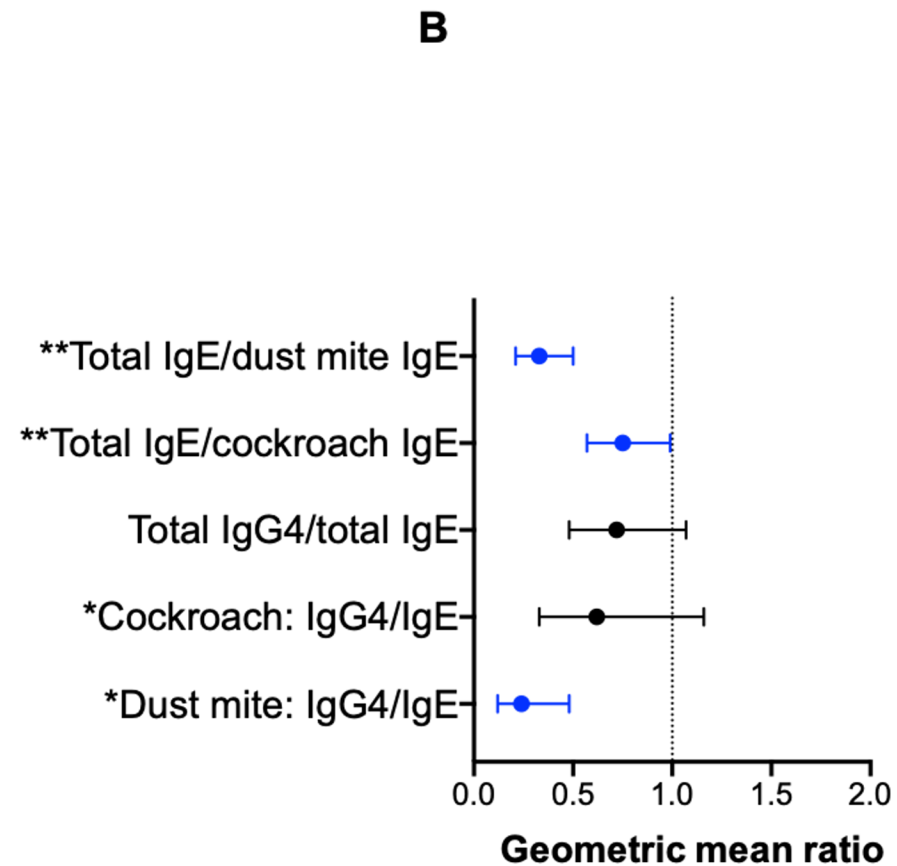 B
**Total IgE/dust mite IgE
**Total IgE/cockroach IgE
Total IgG4/total IgE
*Cockroach: IgG4/IgE
*Dust mite: IgG4/IgE
0.0 0.5 1.0 1.5 2.0
Geometric mean ratio